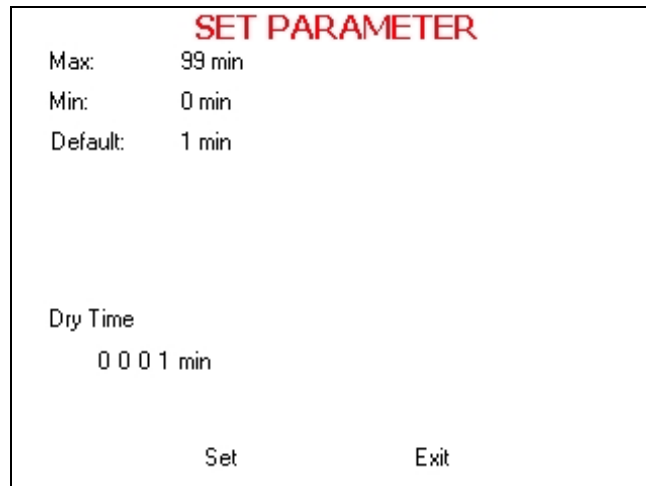 SET PARAMETER
Max: 99 min
Min: 0 min
Default: 1 min
Dry Time
0 0 0 1 min
Set Exit